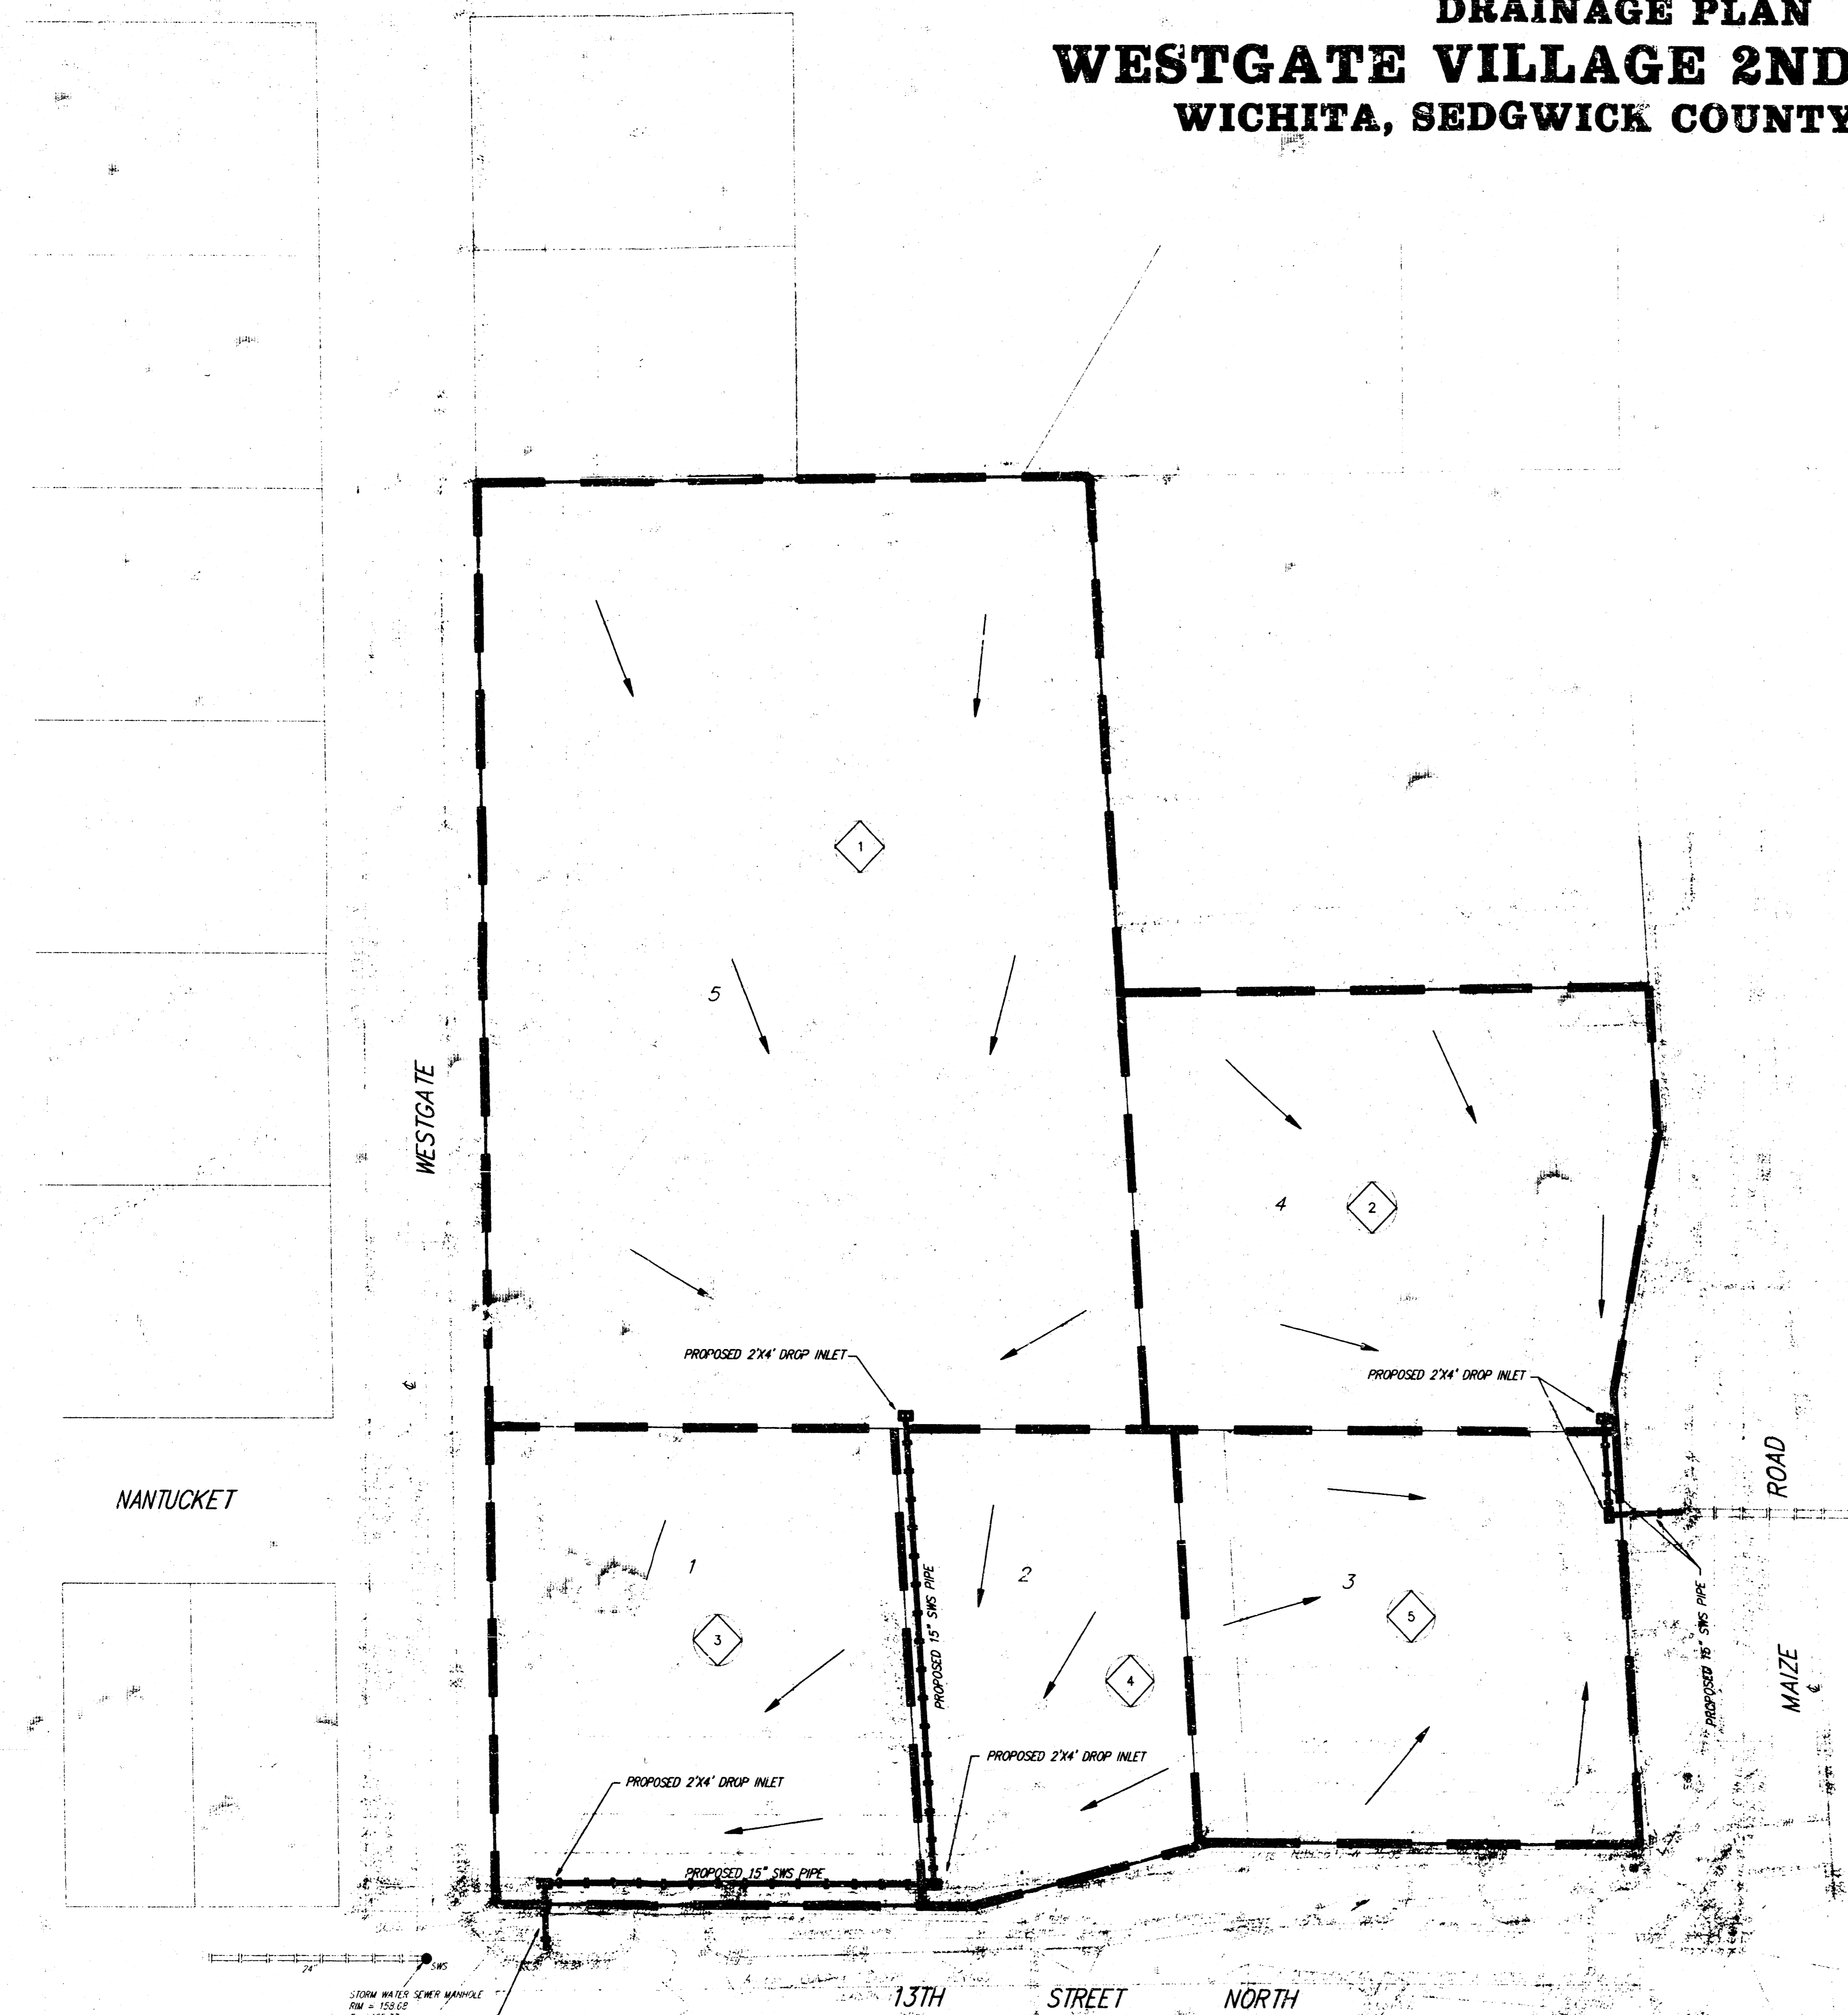 DRAINAGE PLAN
WESTGATE VILLAGE 2ND
WICHITA, SEDGWICK COUNTY
1
5
WESTGATE
4
2
PROPOSED 2'X4' DROP INLET
PROPOSED 2'X4' DROP INLET
NANTUCKET
ROAD
MAIZE
1
2
3
3
4
5
PROPOSED 15" SWS PIPE
PROPOSED 15" SWS PIPE
PROPOSED 2'X4' DROP INLET
PROPOSED 2'X4' DROP INLET
PROPOSED 15" SWS PIPE
24"
SWS
STORM WATER SEWER MANHOLE
RIM = 158.68
13TH STREET NORTH